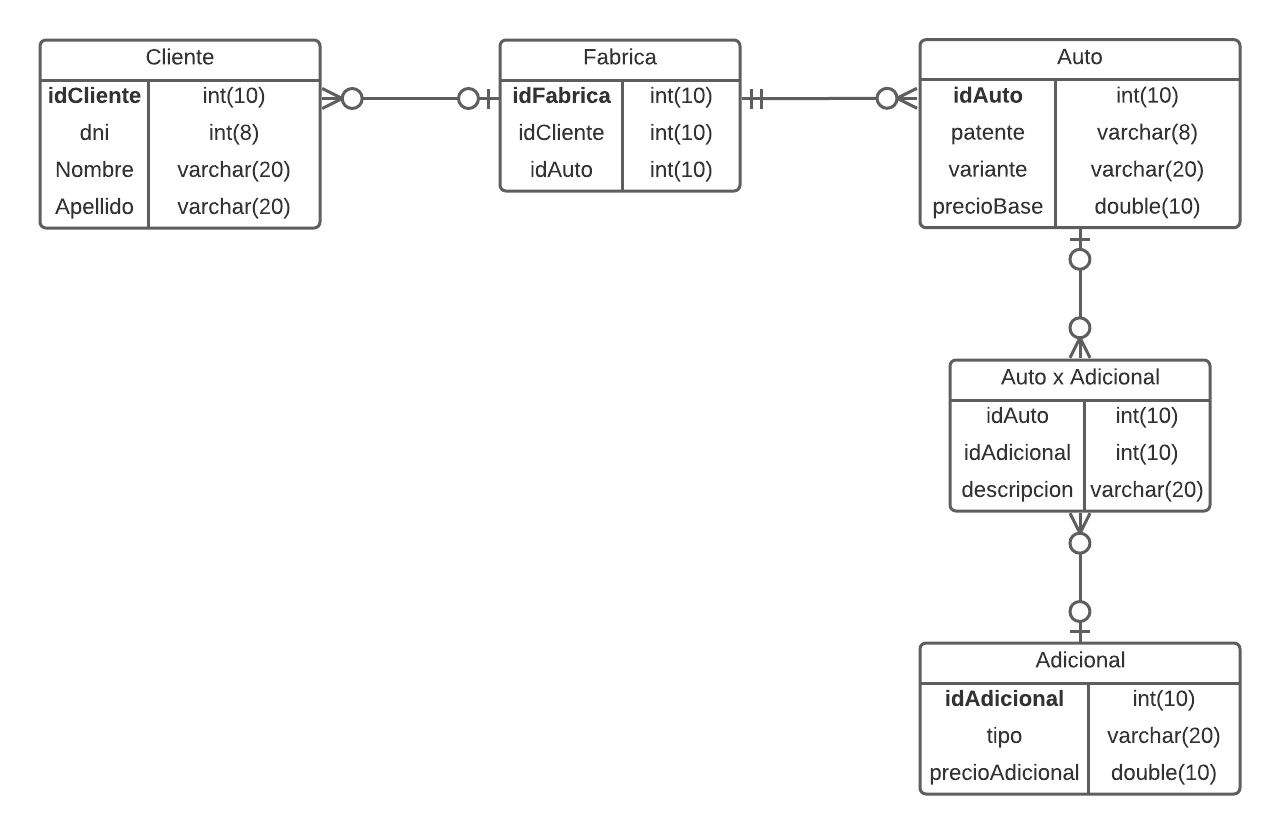 Cliente
idCliente int(10)
dni int(8)
Nombre varchar(20)
Apellido varchar(20)
Fabrica
idFabrica int(10)
idCliente int(10)
idAuto int(10)
Auto
idAuto int(10)
patente varchar(8)
variante varchar(20)
precioBase double(10)
Auto x Adicional
idAuto int(10)
idAdicional int(10)
descripcion varchar(20)
Adicional
idAdicional int(10)
tipo varchar(20)
precioAdicional double(10)